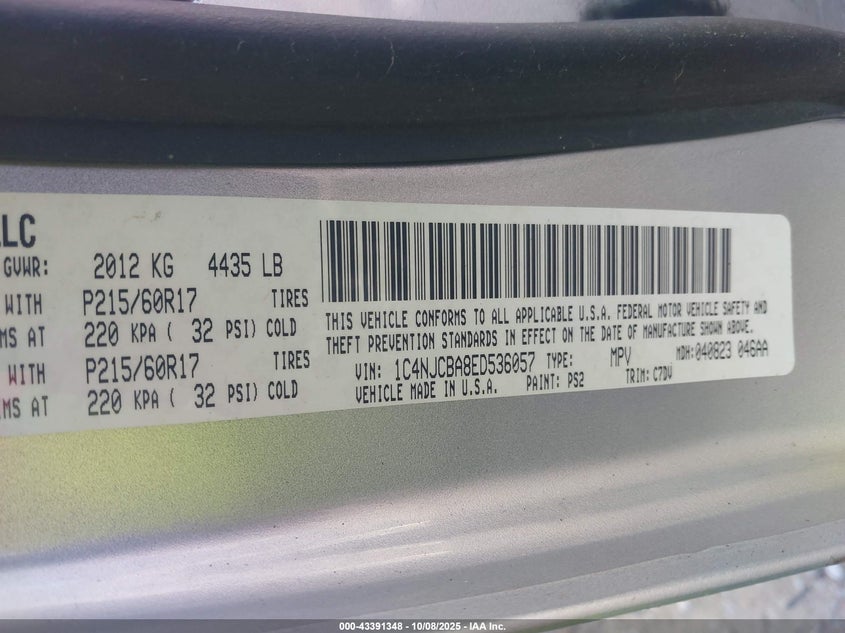 LLC
GVWR: 2012 KG 4435 LB
WITH P215/60R17 TIRES
MS AT 220 KPA ( 32 PSI) COLD
WITH P215/60R17 TIRES
IMS AT 220 KPA ( 32 PSI) COLD
THIS VEHICLE CONFORMS TO ALL APPLICABLE U.S.A. FEDERAL MOTOR VEHICLE SAFETY AND
THEFT PREVENTION STANDARDS IN EFFECT ON THE DATE OF MANUFACTURE SHOWN ABOVE.
VIN: 1C4NJCBA8ED536057 TYPE: MPV MDH: 040823 046AA
VEHICLE MADE IN U.S.A. PAINT: PS2 TRIM: C7DV
000-43391348 - 10/08/2025 - IAA Inc.